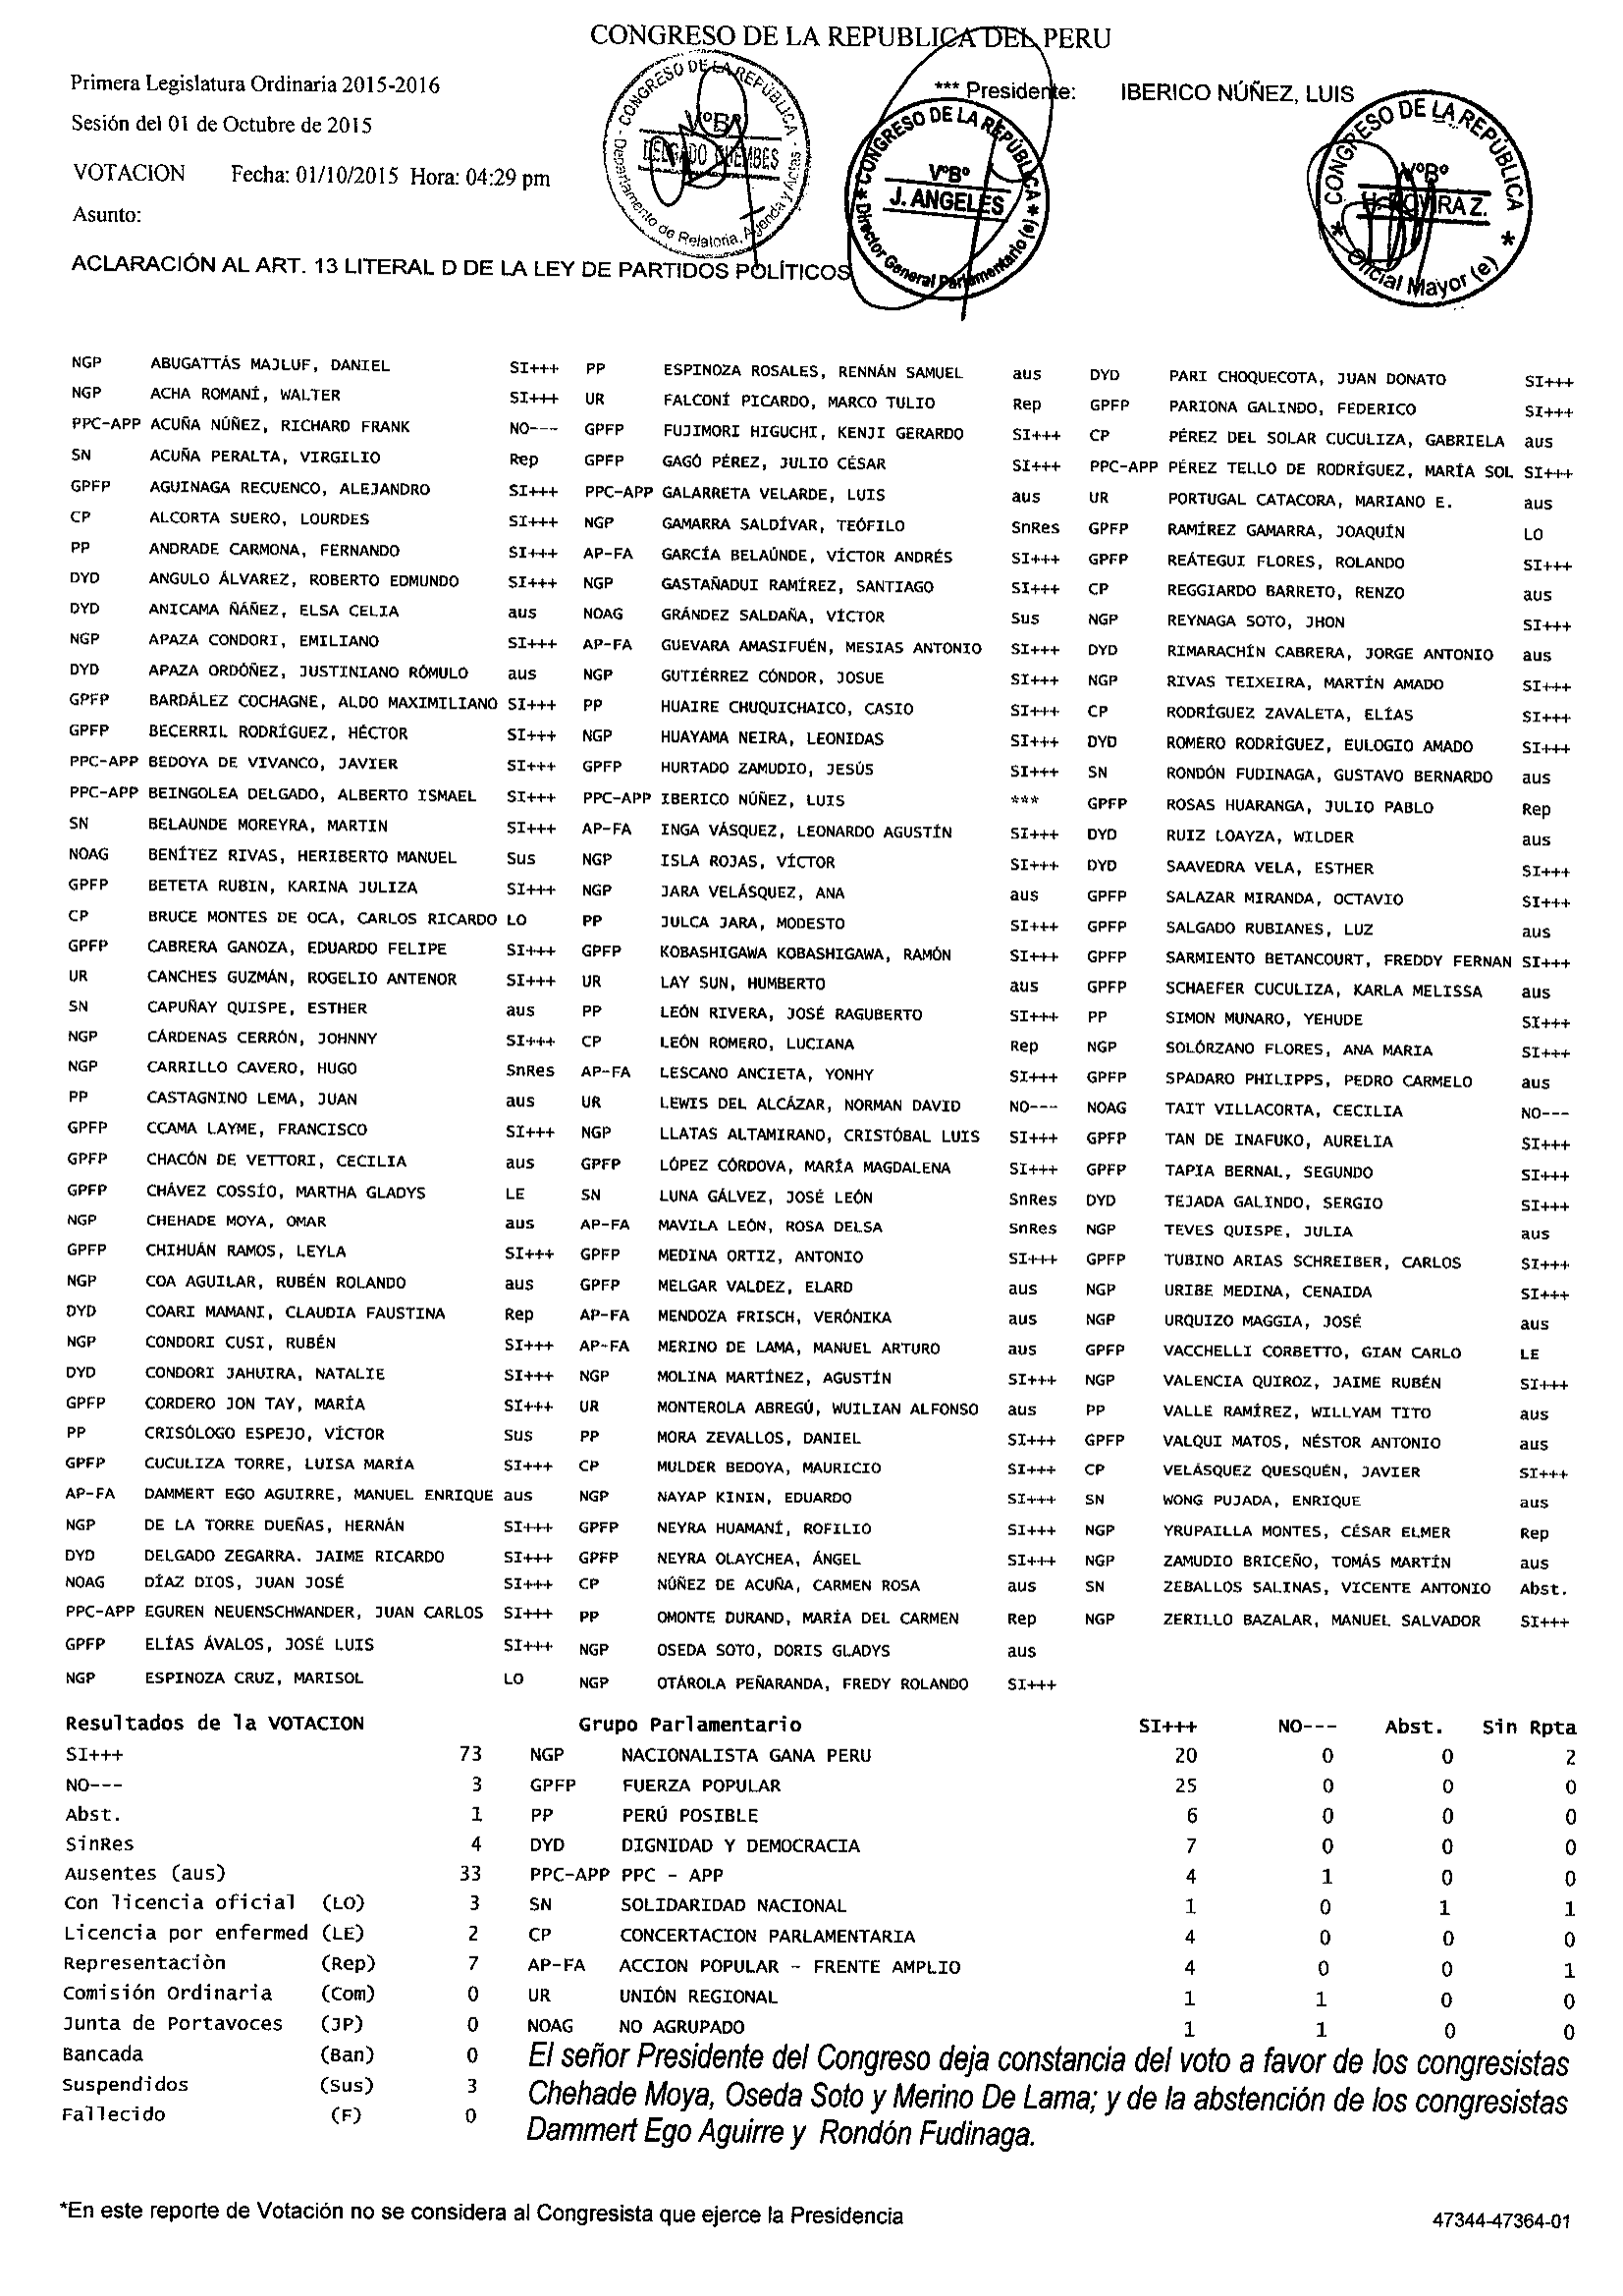 CONGRESO DE LA REPUBLICA DEL PERU
Primera Legislatura Ordinaria 2015-2016
*** Presidente: IBERICO NÚÑEZ, LUIS
Sesión del 01 de Octubre de 2015
VOTACION Fecha: 01/10/2015 Hora: 04:29 pm
Asunto:
ACLARACIÓN AL ART. 13 LITERAL D DE LA LEY DE PARTIDOS POLÍTICOS
CONGRESO DE LA REPÚBLICA
VºBº
DELGADO
Departamento de Relatoría, Agenda y Actas
CONGRESO DE LA REPÚBLICA
VºBº
J. ANGELES
Director General Parlamentario (e)
CONGRESO DE LA REPÚBLICA
VºBº
Oficial Mayor (e)
NGP ABUGATTÁS MAJLUF, DANIEL SI+++
NGP ACHA ROMANÍ, WALTER SI+++
PPC-APP ACUÑA NÚÑEZ, RICHARD FRANK NO---
SN ACUÑA PERALTA, VIRGILIO Rep
GPFP AGUINAGA RECUENCO, ALEJANDRO SI+++
CP ALCORTA SUERO, LOURDES SI+++
PP ANDRADE CARMONA, FERNANDO SI+++
DYD ANGULO ÁLVAREZ, ROBERTO EDMUNDO SI+++
DYD ANICAMA ÑÁÑEZ, ELSA CELIA aus
NGP APAZA CONDORI, EMILIANO SI+++
DYD APAZA ORDÓÑEZ, JUSTINIANO RÓMULO aus
GPFP BARDÁLEZ COCHAGNE, ALDO MAXIMILIANO SI+++
GPFP BECERRIL RODRÍGUEZ, HÉCTOR SI+++
PPC-APP BEDOYA DE VIVANCO, JAVIER SI+++
PPC-APP BEINGOLEA DELGADO, ALBERTO ISMAEL SI+++
SN BELAUNDE MOREYRA, MARTIN SI+++
NOAG BENÍTEZ RIVAS, HERIBERTO MANUEL Sus
GPFP BETETA RUBIN, KARINA JULIZA SI+++
CP BRUCE MONTES DE OCA, CARLOS RICARDO LO
GPFP CABRERA GANOZA, EDUARDO FELIPE SI+++
UR CANCHES GUZMÁN, ROGELIO ANTENOR SI+++
SN CAPUÑAY QUISPE, ESTHER aus
NGP CÁRDENAS CERRÓN, JOHNNY SI+++
NGP CARRILLO CAVERO, HUGO SnRes
PP CASTAGNINO LEMA, JUAN aus
GPFP CCAMA LAYME, FRANCISCO SI+++
GPFP CHACÓN DE VETTORI, CECILIA aus
GPFP CHÁVEZ COSSÍO, MARTHA GLADYS LE
NGP CHEHADE MOYA, OMAR aus
GPFP CHIHUÁN RAMOS, LEYLA SI+++
NGP COA AGUILAR, RUBÉN ROLANDO aus
DYD COARI MAMANI, CLAUDIA FAUSTINA Rep
NGP CONDORI CUSI, RUBÉN SI+++
DYD CONDORI JAHUIRA, NATALIE SI+++
GPFP CORDERO JON TAY, MARÍA SI+++
PP CRISÓLOGO ESPEJO, VÍCTOR Sus
GPFP CUCULIZA TORRE, LUISA MARÍA SI+++
AP-FA DAMMERT EGO AGUIRRE, MANUEL ENRIQUE aus
NGP DE LA TORRE DUEÑAS, HERNÁN SI+++
DYD DELGADO ZEGARRA. JAIME RICARDO SI+++
NOAG DÍAZ DIOS, JUAN JOSÉ SI+++
PPC-APP EGUREN NEUENSCHWANDER, JUAN CARLOS SI+++
GPFP ELÍAS ÁVALOS, JOSÉ LUIS SI+++
NGP ESPINOZA CRUZ, MARISOL LO
PP ESPINOZA ROSALES, RENNÁN SAMUEL aus
UR FALCONÍ PICARDO, MARCO TULIO Rep
GPFP FUJIMORI HIGUCHI, KENJI GERARDO SI+++
GPFP GAGÓ PÉREZ, JULIO CÉSAR SI+++
PPC-APP GALARRETA VELARDE, LUIS aus
NGP GAMARRA SALDÍVAR, TEÓFILO SnRes
AP-FA GARCÍA BELAÚNDE, VÍCTOR ANDRÉS SI+++
NGP GASTAÑADUI RAMÍREZ, SANTIAGO SI+++
NOAG GRÁNDEZ SALDAÑA, VÍCTOR Sus
AP-FA GUEVARA AMASIFUÉN, MESIAS ANTONIO SI+++
NGP GUTIÉRREZ CÓNDOR, JOSUE SI+++
PP HUAIRE CHUQUICHAICO, CASIO SI+++
NGP HUAYAMA NEIRA, LEONIDAS SI+++
GPFP HURTADO ZAMUDIO, JESÚS SI+++
PPC-APP IBERICO NÚÑEZ, LUIS ***
AP-FA INGA VÁSQUEZ, LEONARDO AGUSTÍN SI+++
NGP ISLA ROJAS, VÍCTOR SI+++
NGP JARA VELÁSQUEZ, ANA aus
PP JULCA JARA, MODESTO SI+++
GPFP KOBASHIGAWA KOBASHIGAWA, RAMÓN SI+++
UR LAY SUN, HUMBERTO aus
PP LEÓN RIVERA, JOSÉ RAGUBERTO SI+++
CP LEÓN ROMERO, LUCIANA Rep
AP-FA LESCANO ANCIETA, YONHY SI+++
UR LEWIS DEL ALCÁZAR, NORMAN DAVID NO---
NGP LLATAS ALTAMIRANO, CRISTÓBAL LUIS SI+++
GPFP LÓPEZ CÓRDOVA, MARÍA MAGDALENA SI+++
SN LUNA GÁLVEZ, JOSÉ LEÓN SnRes
AP-FA MAVILA LEÓN, ROSA DELSA SnRes
GPFP MEDINA ORTIZ, ANTONIO SI+++
GPFP MELGAR VALDEZ, ELARD aus
AP-FA MENDOZA FRISCH, VERÓNIKA aus
AP-FA MERINO DE LAMA, MANUEL ARTURO aus
NGP MOLINA MARTÍNEZ, AGUSTÍN SI+++
UR MONTEROLA ABREGÚ, WUILIAN ALFONSO aus
PP MORA ZEVALLOS, DANIEL SI+++
CP MULDER BEDOYA, MAURICIO SI+++
NGP NAYAP KININ, EDUARDO SI+++
GPFP NEYRA HUAMANÍ, ROFILIO SI+++
GPFP NEYRA OLAYCHEA, ÁNGEL SI+++
CP NÚÑEZ DE ACUÑA, CARMEN ROSA aus
PP OMONTE DURAND, MARÍA DEL CARMEN Rep
NGP OSEDA SOTO, DORIS GLADYS aus
NGP OTÁROLA PEÑARANDA, FREDY ROLANDO SI+++
DYD PARI CHOQUECOTA, JUAN DONATO SI+++
GPFP PARIONA GALINDO, FEDERICO SI+++
CP PÉREZ DEL SOLAR CUCULIZA, GABRIELA aus
PPC-APP PÉREZ TELLO DE RODRÍGUEZ, MARÍA SOL SI+++
UR PORTUGAL CATACORA, MARIANO E. aus
GPFP RAMÍREZ GAMARRA, JOAQUÍN LO
GPFP REÁTEGUI FLORES, ROLANDO SI+++
CP REGGIARDO BARRETO, RENZO aus
NGP REYNAGA SOTO, JHON SI+++
DYD RIMARACHÍN CABRERA, JORGE ANTONIO aus
NGP RIVAS TEIXEIRA, MARTÍN AMADO SI+++
CP RODRÍGUEZ ZAVALETA, ELÍAS SI+++
DYD ROMERO RODRÍGUEZ, EULOGIO AMADO SI+++
SN RONDÓN FUDINAGA, GUSTAVO BERNARDO aus
GPFP ROSAS HUARANGA, JULIO PABLO Rep
DYD RUIZ LOAYZA, WILDER aus
DYD SAAVEDRA VELA, ESTHER SI+++
GPFP SALAZAR MIRANDA, OCTAVIO SI+++
GPFP SALGADO RUBIANES, LUZ aus
GPFP SARMIENTO BETANCOURT, FREDDY FERNAN SI+++
GPFP SCHAEFER CUCULIZA, KARLA MELISSA aus
PP SIMON MUNARO, YEHUDE SI+++
NGP SOLÓRZANO FLORES, ANA MARIA SI+++
GPFP SPADARO PHILIPPS, PEDRO CARMELO aus
NOAG TAIT VILLACORTA, CECILIA NO---
GPFP TAN DE INAFUKO, AURELIA SI+++
GPFP TAPIA BERNAL, SEGUNDO SI+++
DYD TEJADA GALINDO, SERGIO SI+++
NGP TEVES QUISPE, JULIA aus
GPFP TUBINO ARIAS SCHREIBER, CARLOS SI+++
NGP URIBE MEDINA, CENAIDA SI+++
NGP URQUIZO MAGGIA, JOSÉ aus
GPFP VACCHELLI CORBETTO, GIAN CARLO LE
NGP VALENCIA QUIROZ, JAIME RUBÉN SI+++
PP VALLE RAMÍREZ, WILLYAM TITO aus
GPFP VALQUI MATOS, NÉSTOR ANTONIO aus
CP VELÁSQUEZ QUESQUÉN, JAVIER SI+++
SN WONG PUJADA, ENRIQUE aus
NGP YRUPAILLA MONTES, CÉSAR ELMER Rep
NGP ZAMUDIO BRICEÑO, TOMÁS MARTÍN aus
SN ZEBALLOS SALINAS, VICENTE ANTONIO Abst.
NGP ZERILLO BAZALAR, MANUEL SALVADOR SI+++
Resultados de la VOTACION
SI+++ 73
NO--- 3
Abst. 1
SinRes 4
Ausentes (aus) 33
Con licencia oficial (LO) 3
Licencia por enfermed (LE) 2
Representaciòn (Rep) 7
Comisión Ordinaria (Com) 0
Junta de Portavoces (JP) 0
Bancada (Ban) 0
Suspendidos (Sus) 3
Fallecido (F) 0
Grupo Parlamentario SI+++ NO--- Abst. Sin Rpta
NGP NACIONALISTA GANA PERU 20 0 0 2
GPFP FUERZA POPULAR 25 0 0 0
PP PERÚ POSIBLE 6 0 0 0
DYD DIGNIDAD Y DEMOCRACIA 7 0 0 0
PPC-APP PPC - APP 4 1 0 0
SN SOLIDARIDAD NACIONAL 1 0 1 1
CP CONCERTACION PARLAMENTARIA 4 0 0 0
AP-FA ACCION POPULAR - FRENTE AMPLIO 4 0 0 1
UR UNIÓN REGIONAL 1 1 0 0
NOAG NO AGRUPADO 1 1 0 0
El señor Presidente del Congreso deja constancia del voto a favor de los congresistas
Chehade Moya, Oseda Soto y Merino De Lama; y de la abstención de los congresistas
Dammert Ego Aguirre y Rondón Fudinaga.
*En este reporte de Votación no se considera al Congresista que ejerce la Presidencia
47344-47364-01